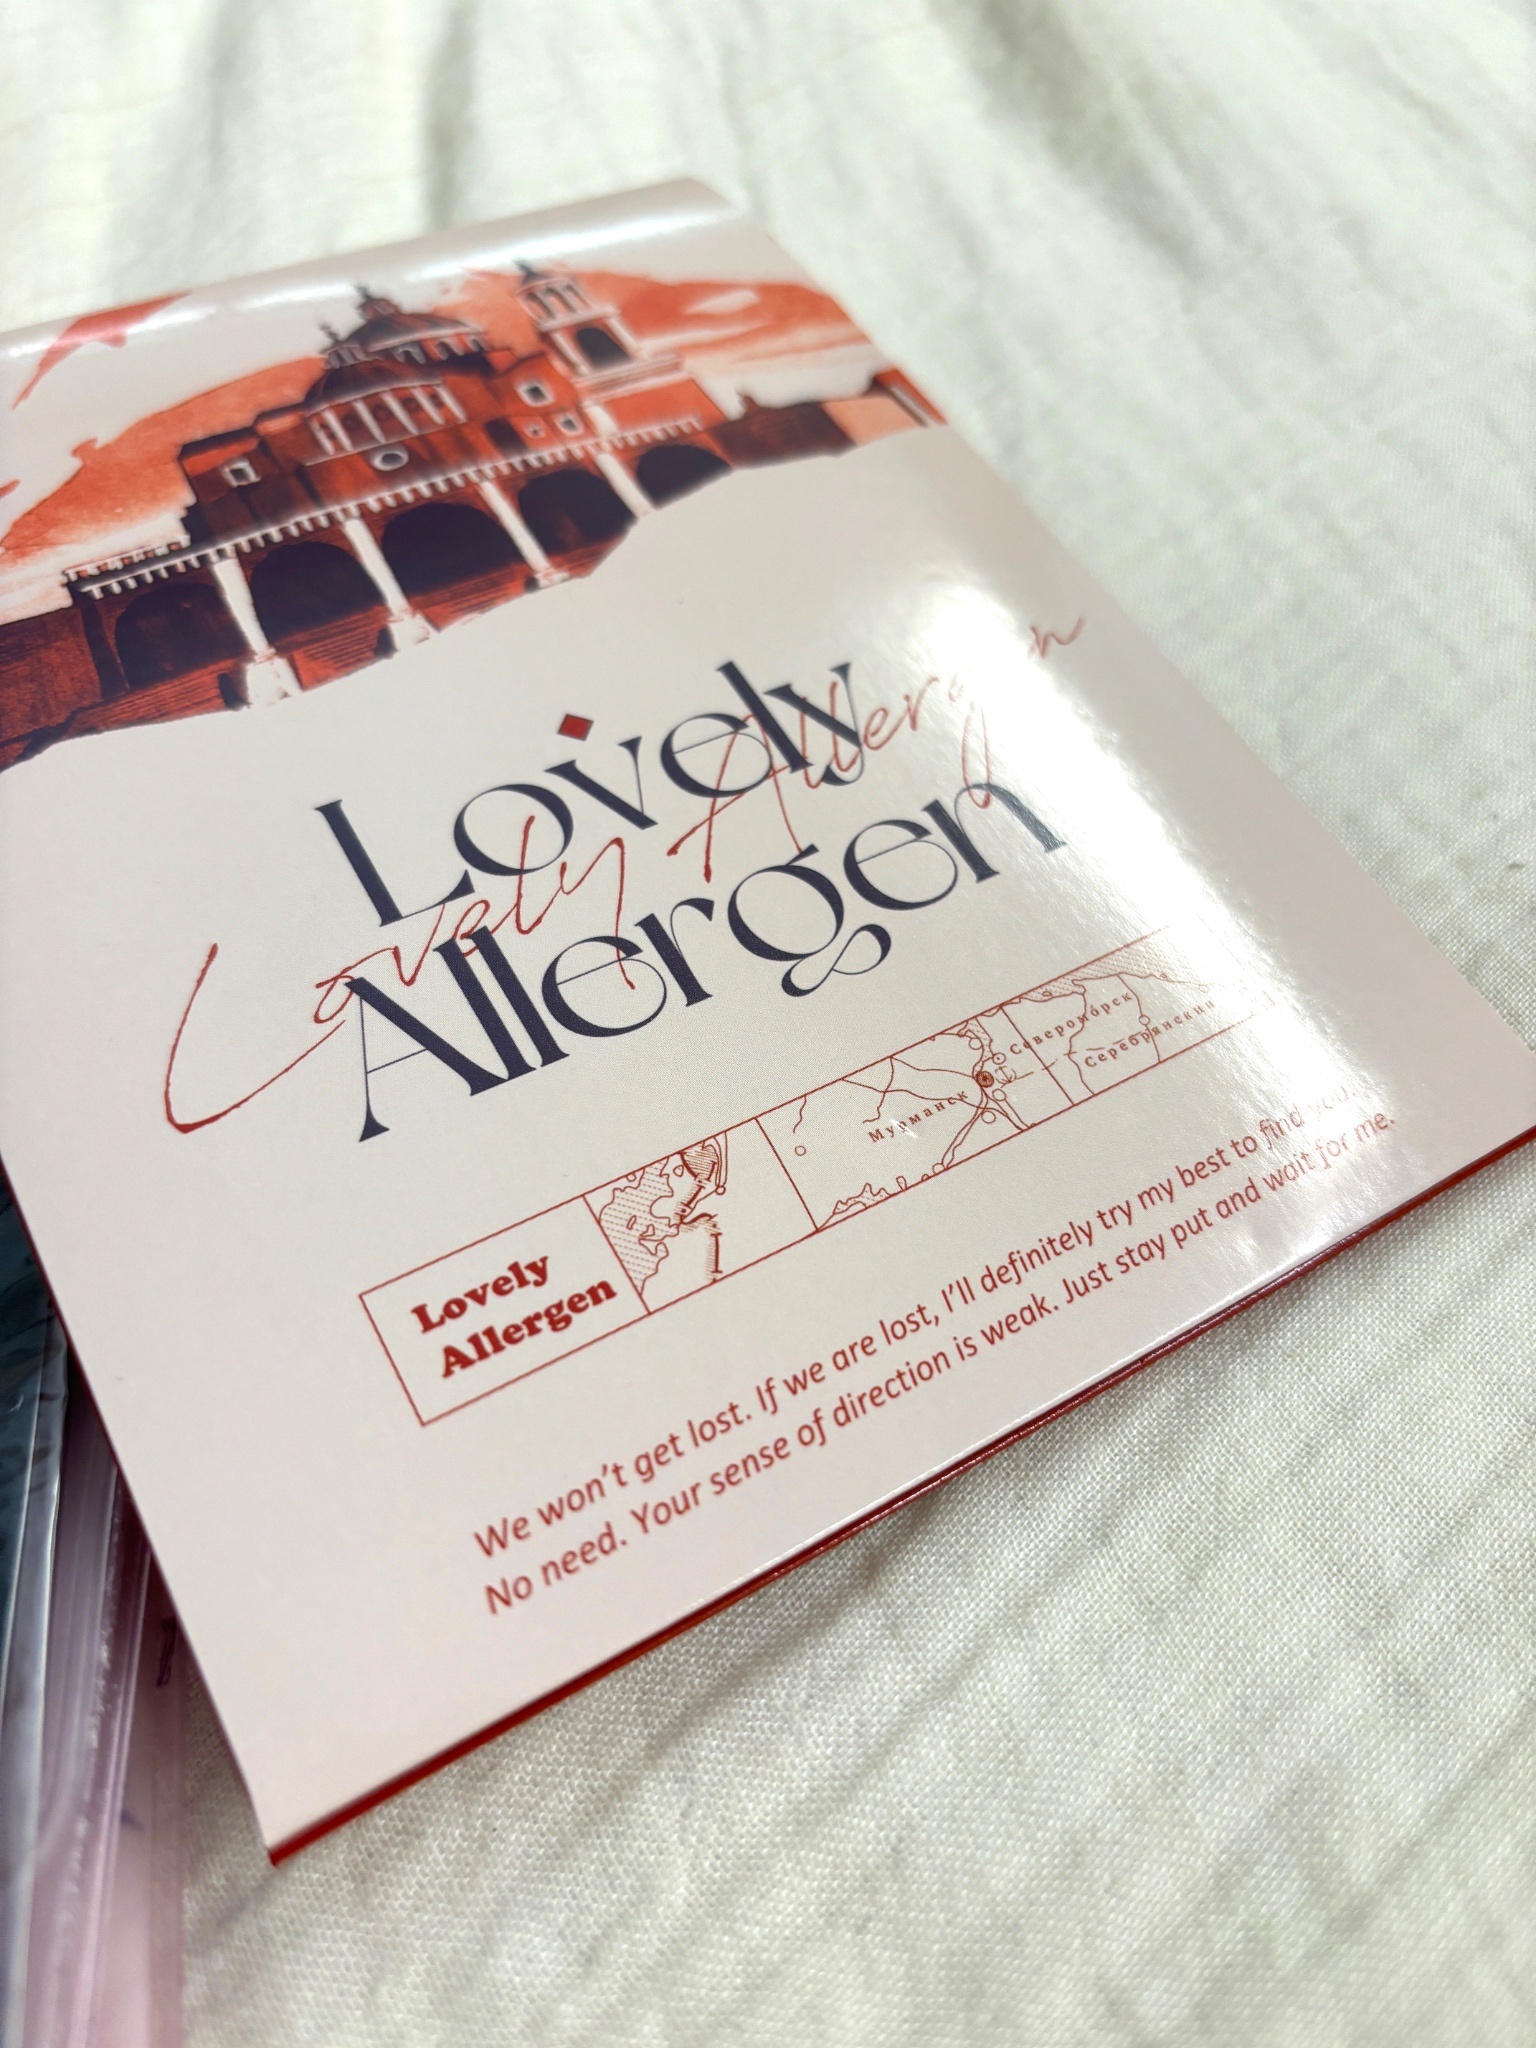 Lovely
Allergen
Lovely Allergen
Lovely
Allergen
Мурманск
Североморск
Серебрянский
We won't get lost. If we are lost, I'll definitely try my best to find you.
No need. Your sense of direction is weak. Just stay put and wait for me.